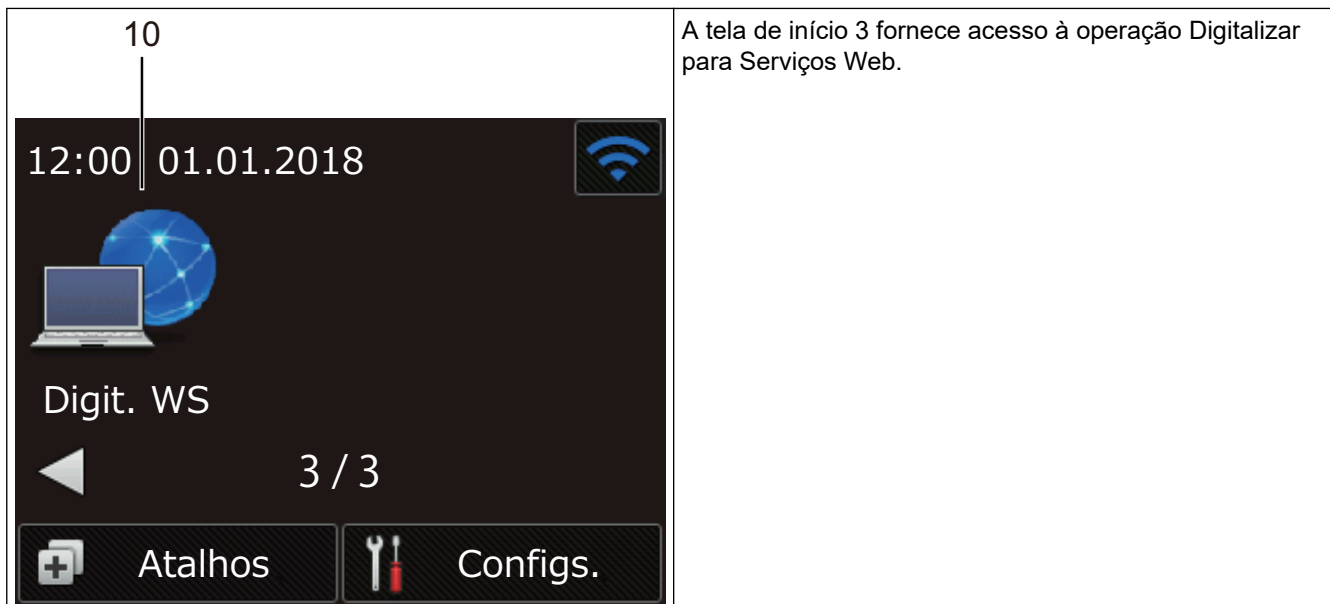 10
A tela de início 3 fornece acesso à operação Digitalizar
para Serviços Web.
12:00 01.01.2018
Digit. WS
3 / 3
Atalhos
Configs.